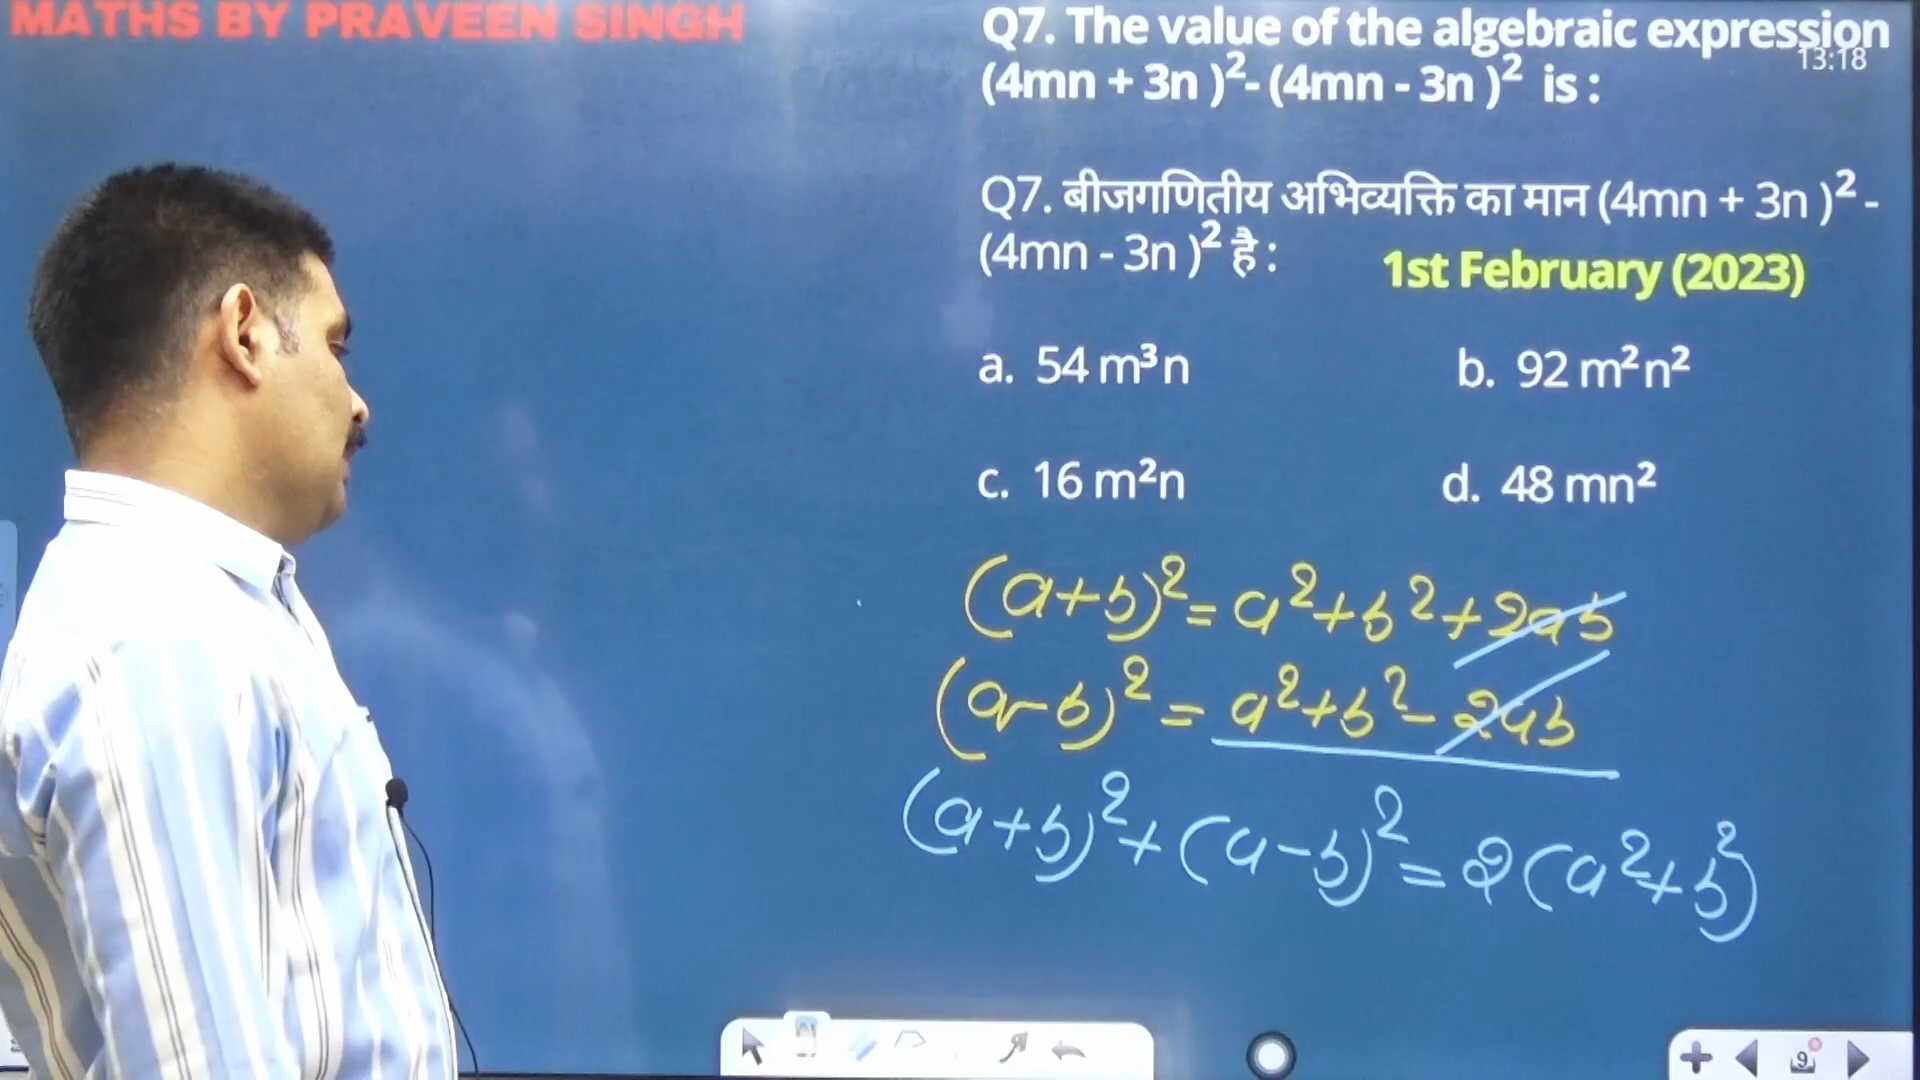 MATHS BY PRAVEEN SINGH
Q7. The value of the algebraic expression
(4mn + 3n )²- (4mn - 3n )² is :
13:18
Q7. बीजगणितीय अभिव्यक्ति का मान (4mn + 3n )² -
(4mn - 3n )² है :
1st February (2023)
a. 54 m³n
b. 92 m²n²
c. 16 m²n
d. 48 mn²
(a+b)² = a²+b²+2ab
(a-b)² = a²+b²-2ab
(a+b)²+(a-b)² = 2(a²+b²)
9